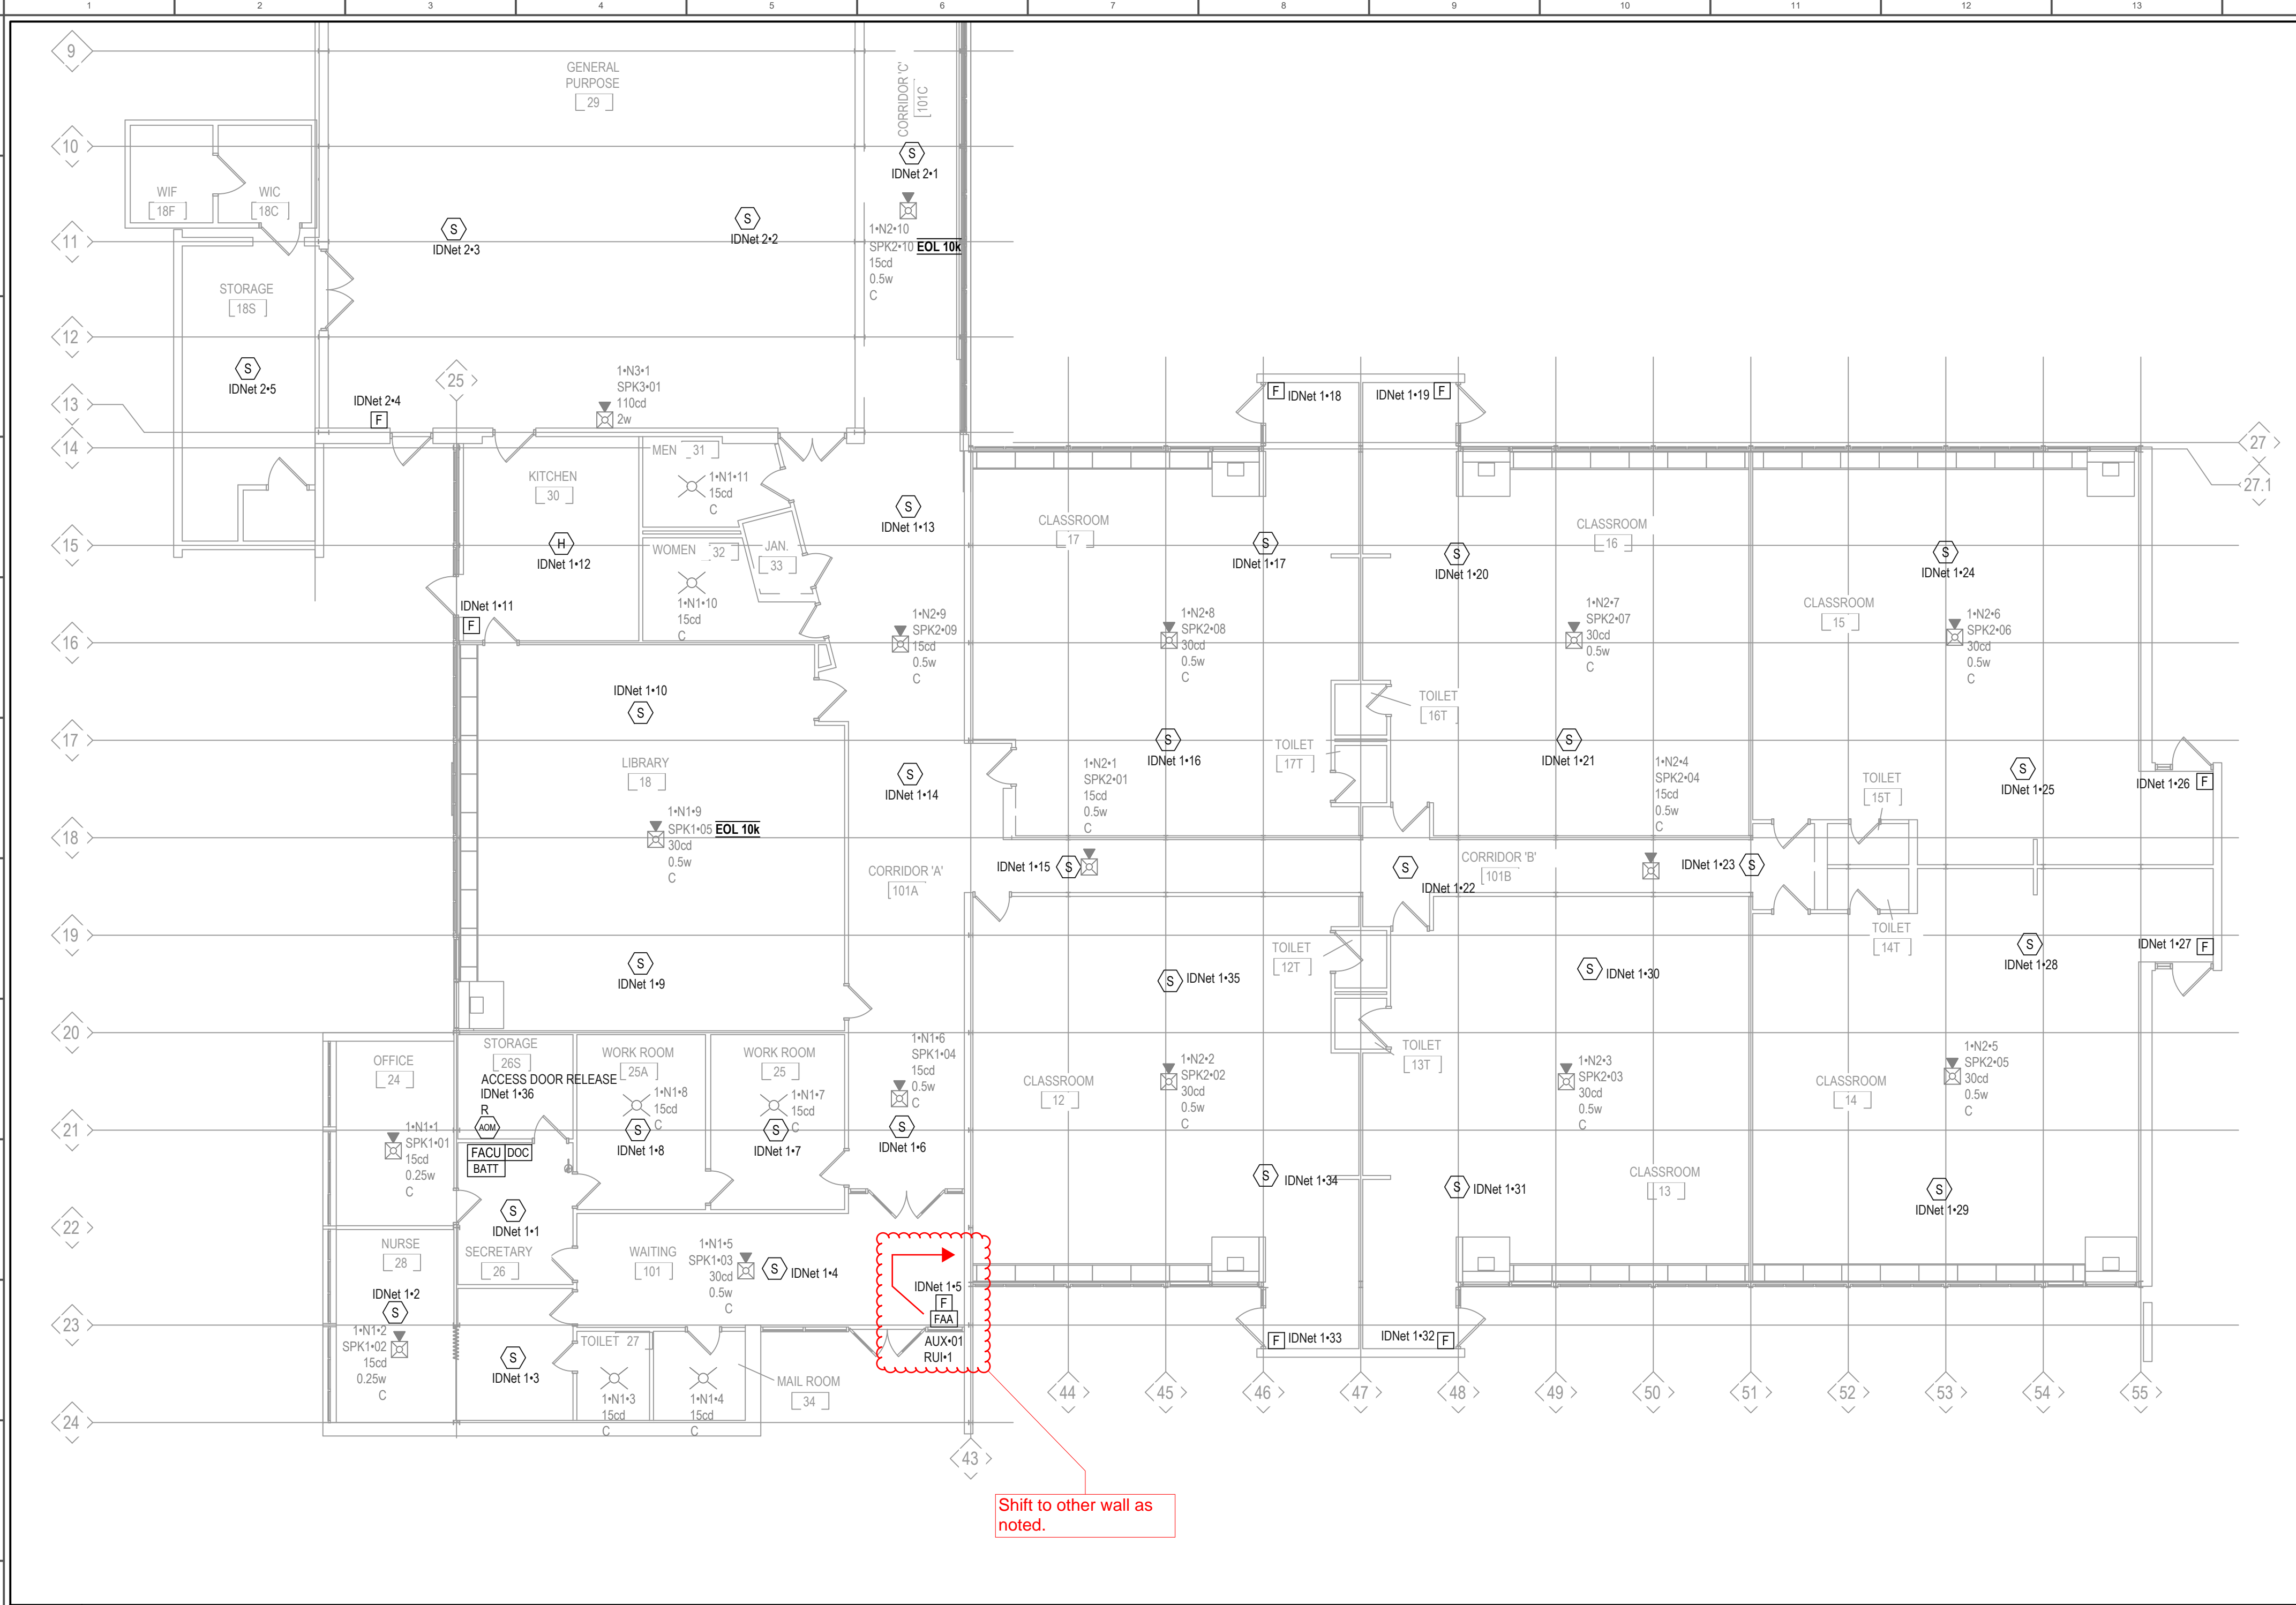 1 2 3 4 5 6 7 8 9 10 11 12 13
9
GENERAL
PURPOSE
29
CORRIDOR 'C'
101C
10
S
IDNet 2•1
WIF
18F
WIC
18C
11
S
IDNet 2•3
S
IDNet 2•2
1•N2•10
SPK2•10 EOL 10k
15cd
0.5w
C
STORAGE
18S
12
S
IDNet 2•5
25
1•N3•1
SPK3•01
110cd
2w
13
IDNet 2•4
F
F IDNet 1•18
IDNet 1•19 F
14
27
27.1
MEN 31
1•N1•11
15cd
C
KITCHEN
30
S
IDNet 1•13
CLASSROOM
17
CLASSROOM
16
15
H
IDNet 1•12
WOMEN 32
JAN.
33
S
IDNet 1•17
S
IDNet 1•20
S
IDNet 1•24
1•N1•10
15cd
C
IDNet 1•11
F
16
1•N2•9
SPK2•09
15cd
0.5w
C
1•N2•8
SPK2•08
30cd
0.5w
C
1•N2•7
SPK2•07
30cd
0.5w
C
CLASSROOM
15
1•N2•6
SPK2•06
30cd
0.5w
C
IDNet 1•10
S
TOILET
16T
17
LIBRARY
18
S
IDNet 1•14
1•N2•1
SPK2•01
15cd
0.5w
C
S
IDNet 1•16
TOILET
17T
S
IDNet 1•21
1•N2•4
SPK2•04
15cd
0.5w
C
TOILET
15T
S
IDNet 1•25
IDNet 1•26 F
18
1•N1•9
SPK1•05 EOL 10k
30cd
0.5w
C
CORRIDOR 'A'
101A
IDNet 1•15 S
S
IDNet 1•22
CORRIDOR 'B'
101B
IDNet 1•23 S
19
S
IDNet 1•9
S IDNet 1•35
TOILET
12T
S IDNet 1•30
TOILET
14T
S
IDNet 1•28
IDNet 1•27 F
20
OFFICE
24
STORAGE
26S
ACCESS DOOR RELEASE
IDNet 1•36
R
AOM
WORK ROOM
25A
1•N1•8
15cd
C
WORK ROOM
25
1•N1•7
15cd
C
1•N1•6
SPK1•04
15cd
0.5w
C
CLASSROOM
12
1•N2•2
SPK2•02
30cd
0.5w
C
TOILET
13T
1•N2•3
SPK2•03
30cd
0.5w
C
CLASSROOM
14
1•N2•5
SPK2•05
30cd
0.5w
C
21
1•N1•1
SPK1•01
15cd
0.25w
C
FACU DOC
BATT
S
IDNet 1•8
S
IDNet 1•7
S
IDNet 1•6
S IDNet 1•34
S IDNet 1•31
CLASSROOM
13
S
IDNet 1•29
22
S
IDNet 1•1
NURSE
28
SECRETARY
26
WAITING
101
1•N1•5
SPK1•03
30cd
0.5w
C
S IDNet 1•4
IDNet 1•5
F
FAA
AUX•01
RUI•1
IDNet 1•2
S
23
1•N1•2
SPK1•02
15cd
0.25w
C
S
IDNet 1•3
TOILET 27
1•N1•3
15cd
C
1•N1•4
15cd
C
MAIL ROOM
34
F IDNet 1•33
IDNet 1•32 F
24
44 45 46 47 48 49 50 51 52 53 54 55
43
Shift to other wall as
noted.